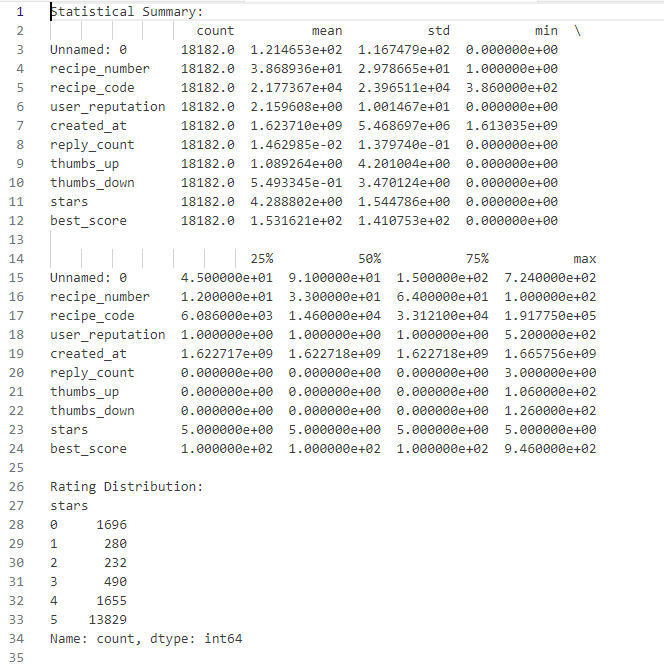 1 Statistical Summary:
2 count mean std min \
3 Unnamed: 0 18182.0 1.214653e+02 1.167479e+02 0.000000e+00
4 recipe_number 18182.0 3.868936e+01 2.978665e+01 1.000000e+00
5 recipe_code 18182.0 2.177367e+04 2.396511e+04 3.860000e+02
6 user_reputation 18182.0 2.159608e+00 1.001467e+01 0.000000e+00
7 created_at 18182.0 1.623710e+09 5.468697e+06 1.613035e+09
8 reply_count 18182.0 1.462985e-02 1.379740e-01 0.000000e+00
9 thumbs_up 18182.0 1.089264e+00 4.201004e+00 0.000000e+00
10 thumbs_down 18182.0 5.493345e-01 3.470124e+00 0.000000e+00
11 stars 18182.0 4.288802e+00 1.544786e+00 0.000000e+00
12 best_score 18182.0 1.531621e+02 1.410753e+02 0.000000e+00
13
14 25% 50% 75% max
15 Unnamed: 0 4.500000e+01 9.100000e+01 1.500000e+02 7.240000e+02
16 recipe_number 1.200000e+01 3.300000e+01 6.400000e+01 1.000000e+02
17 recipe_code 6.086000e+03 1.460000e+04 3.312100e+04 1.917750e+05
18 user_reputation 1.000000e+00 1.000000e+00 1.000000e+00 5.200000e+02
19 created_at 1.622717e+09 1.622718e+09 1.622718e+09 1.665756e+09
20 reply_count 0.000000e+00 0.000000e+00 0.000000e+00 3.000000e+00
21 thumbs_up 0.000000e+00 0.000000e+00 0.000000e+00 1.060000e+02
22 thumbs_down 0.000000e+00 0.000000e+00 0.000000e+00 1.260000e+02
23 stars 5.000000e+00 5.000000e+00 5.000000e+00 5.000000e+00
24 best_score 1.000000e+02 1.000000e+02 1.000000e+02 9.460000e+02
25
26 Rating Distribution:
27 stars
28 0 1696
29 1 280
30 2 232
31 3 490
32 4 1655
33 5 13829
34 Name: count, dtype: int64
35